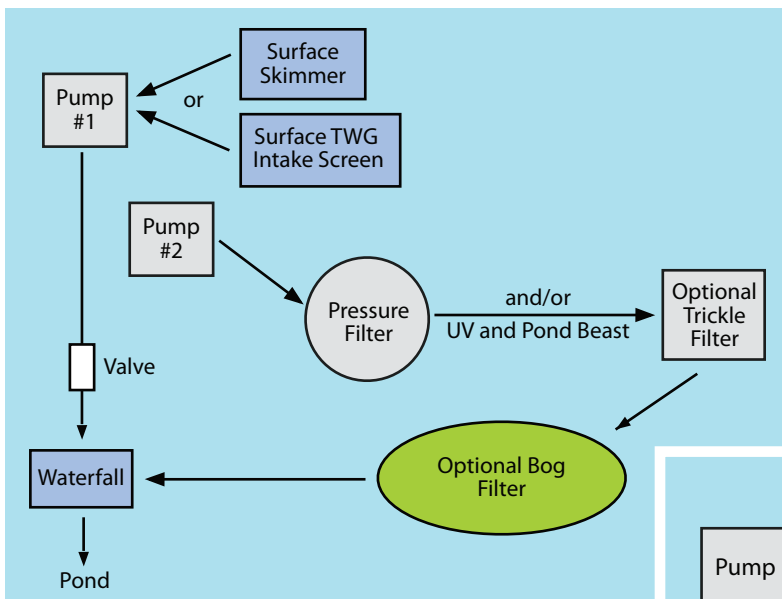 Surface
Skimmer
Pump
#1
or
Surface TWG
Intake Screen
Pump
#2
Pressure
Filter
and/or
UV and Pond Beast
Optional
Trickle
Filter
Valve
Optional Bog
Filter
Waterfall
Pond
Pump